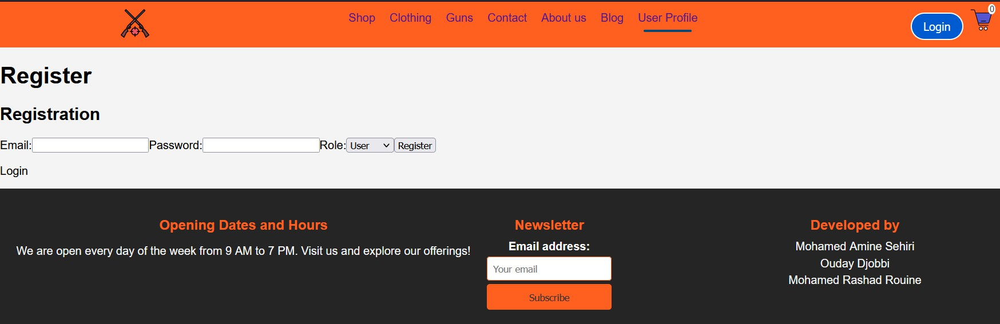 Shop Clothing Guns Contact About us Blog User Profile Login 0
Register
Registration
Email: Password: Role: User Register
Login
Opening Dates and Hours
We are open every day of the week from 9 AM to 7 PM. Visit us and explore our offerings!
Newsletter
Email address:
Your email
Subscribe
Developed by
Mohamed Amine Sehiri
Ouday Djobbi
Mohamed Rashad Rouine